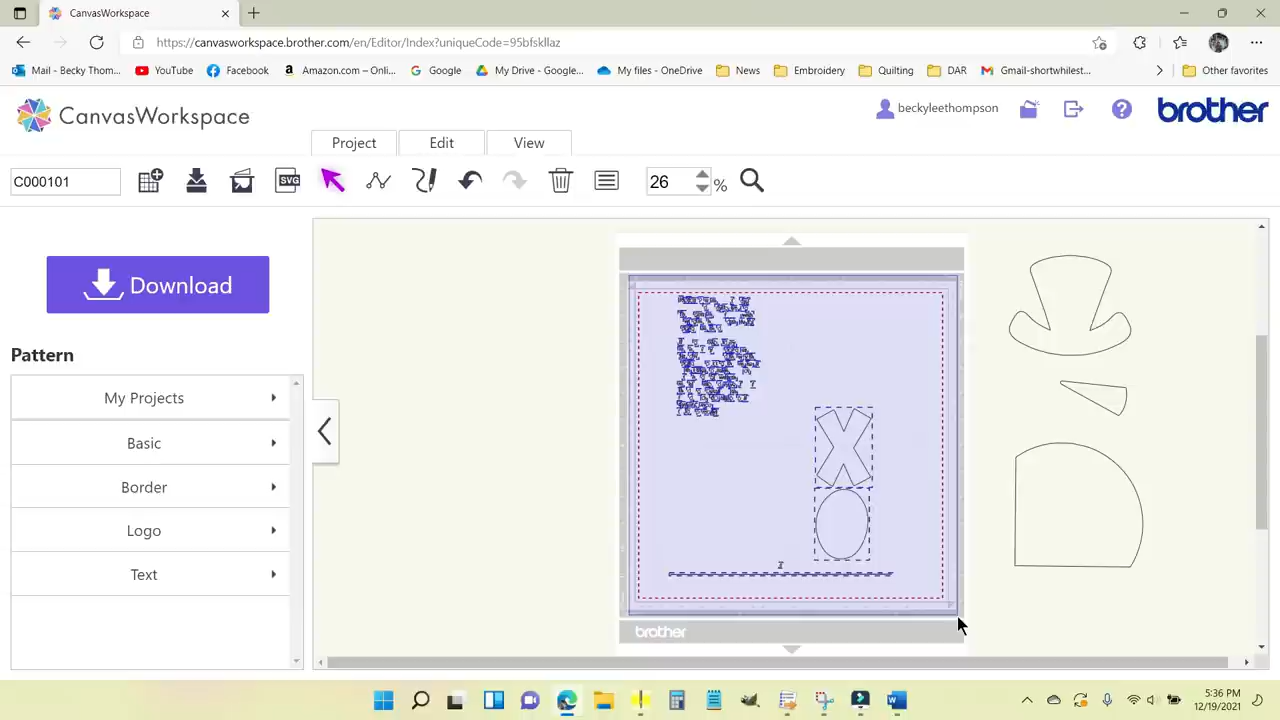 CanvasWorkspace
https://canvasworkspace.brother.com/en/Editor/Index?uniqueCode=95bfskllaz
Mail - Becky Thom... YouTube Facebook Amazon.com – Onli... Google My Drive - Google... My files - OneDrive News Embroidery Quilting DAR Gmail-shortwhilest... Other favorites
CanvasWorkspace
beckyleethompson
brother
Project Edit View
C000101
SVG
26 %
Download
Pattern
My Projects
Basic
Border
Logo
Text
X
O
brother
5:36 PM
12/19/2021